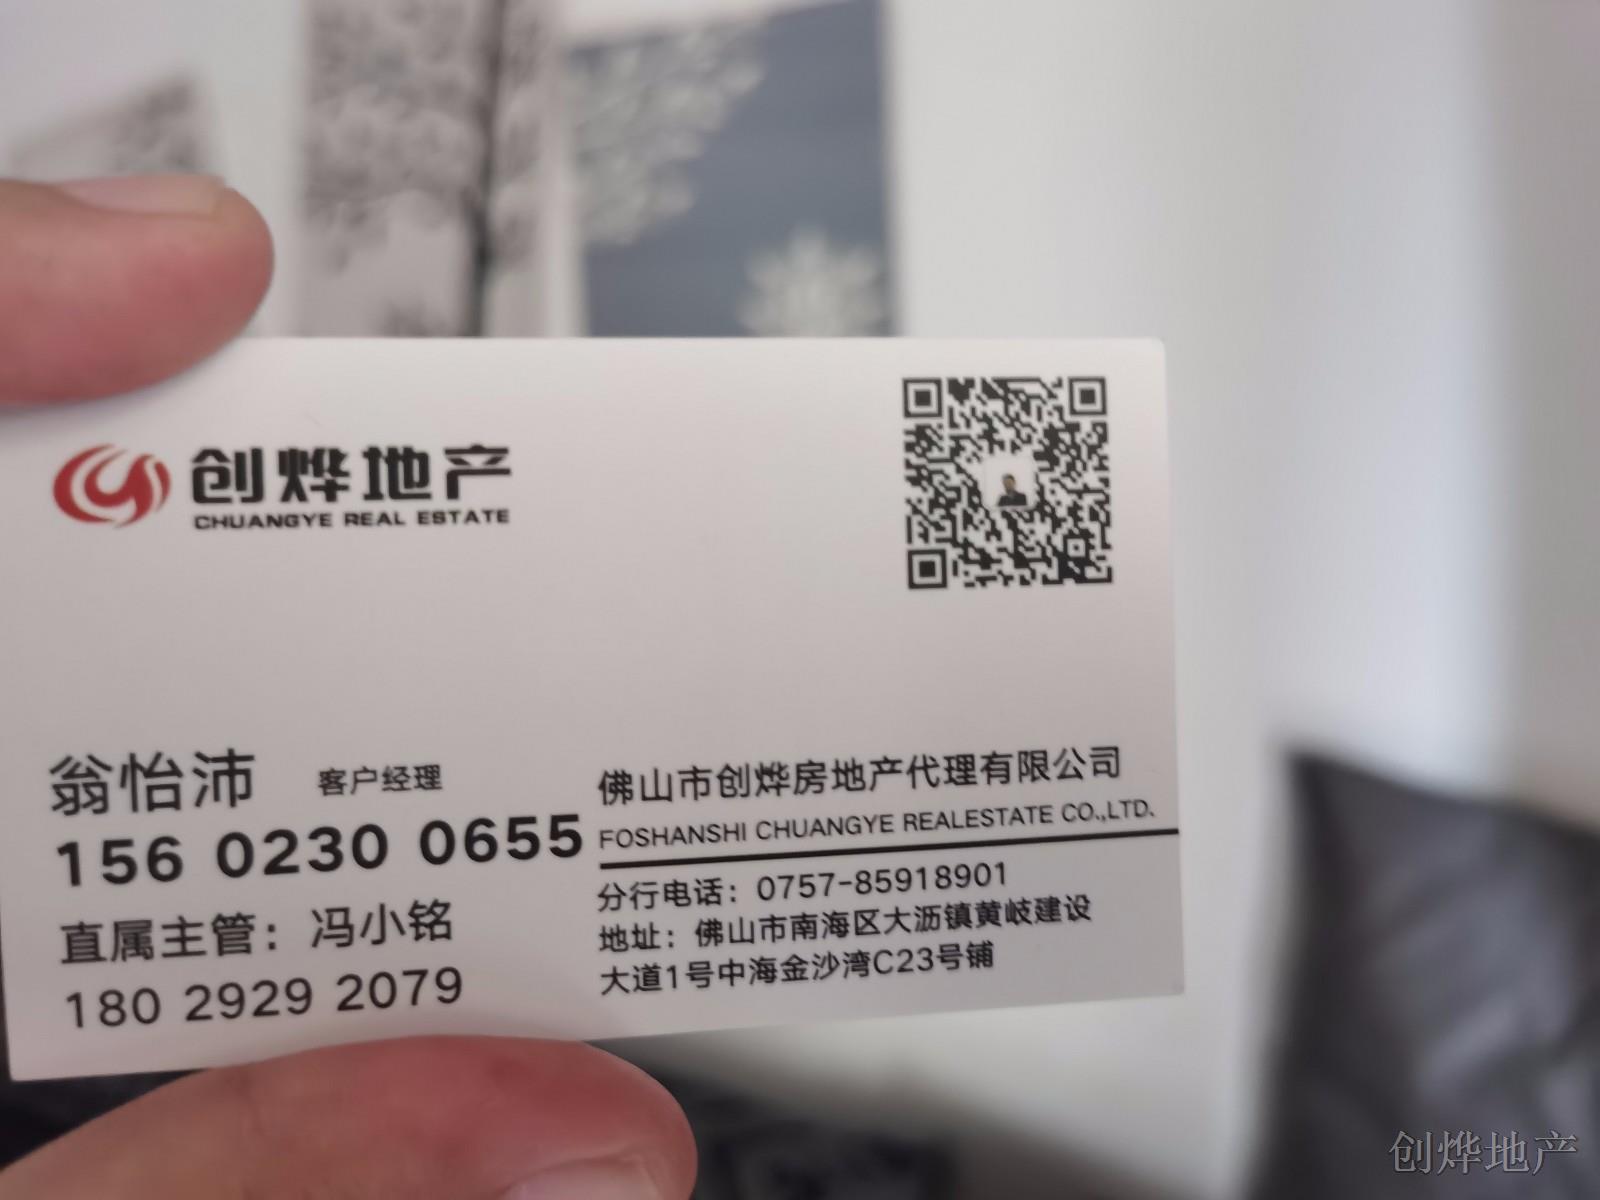 创烨地产
CHUANGYE REAL ESTATE
翁怡沛 客户经理
156 0230 0655
直属主管：冯小铭
180 2929 2079
佛山市创烨房地产代理有限公司
FOSHANSHI CHUANGYE REALESTATE CO.,LTD.
分行电话：0757-85918901
地址：佛山市南海区大沥镇黄岐建设
大道1号中海金沙湾C23号铺
创烨地产